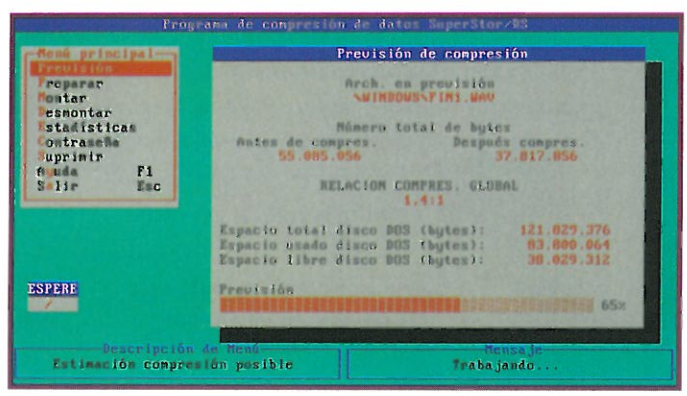 Programa de compresión de datos SuperStor/DS
Menú principal
Previsión
Preparar
Montar
Desmontar
Estadísticas
Contraseña
Suprimir
Ayuda F1
Salir Esc
Previsión de compresión
Arch. en previsión
\WINDOWS\FIM1.WAV
Número total de bytes
Antes de compres. Después compres.
55.085.056 37.817.856
RELACION COMPRES. GLOBAL
1.4:1
Espacio total disco DOS (bytes): 121.829.376
Espacio usado disco DOS (bytes): 83.800.064
Espacio libre disco DOS (bytes): 38.029.312
ESPERE
/
Previsión
65%
Descripción de Menú
Estimación compresión posible
Mensaje
Trabajando...